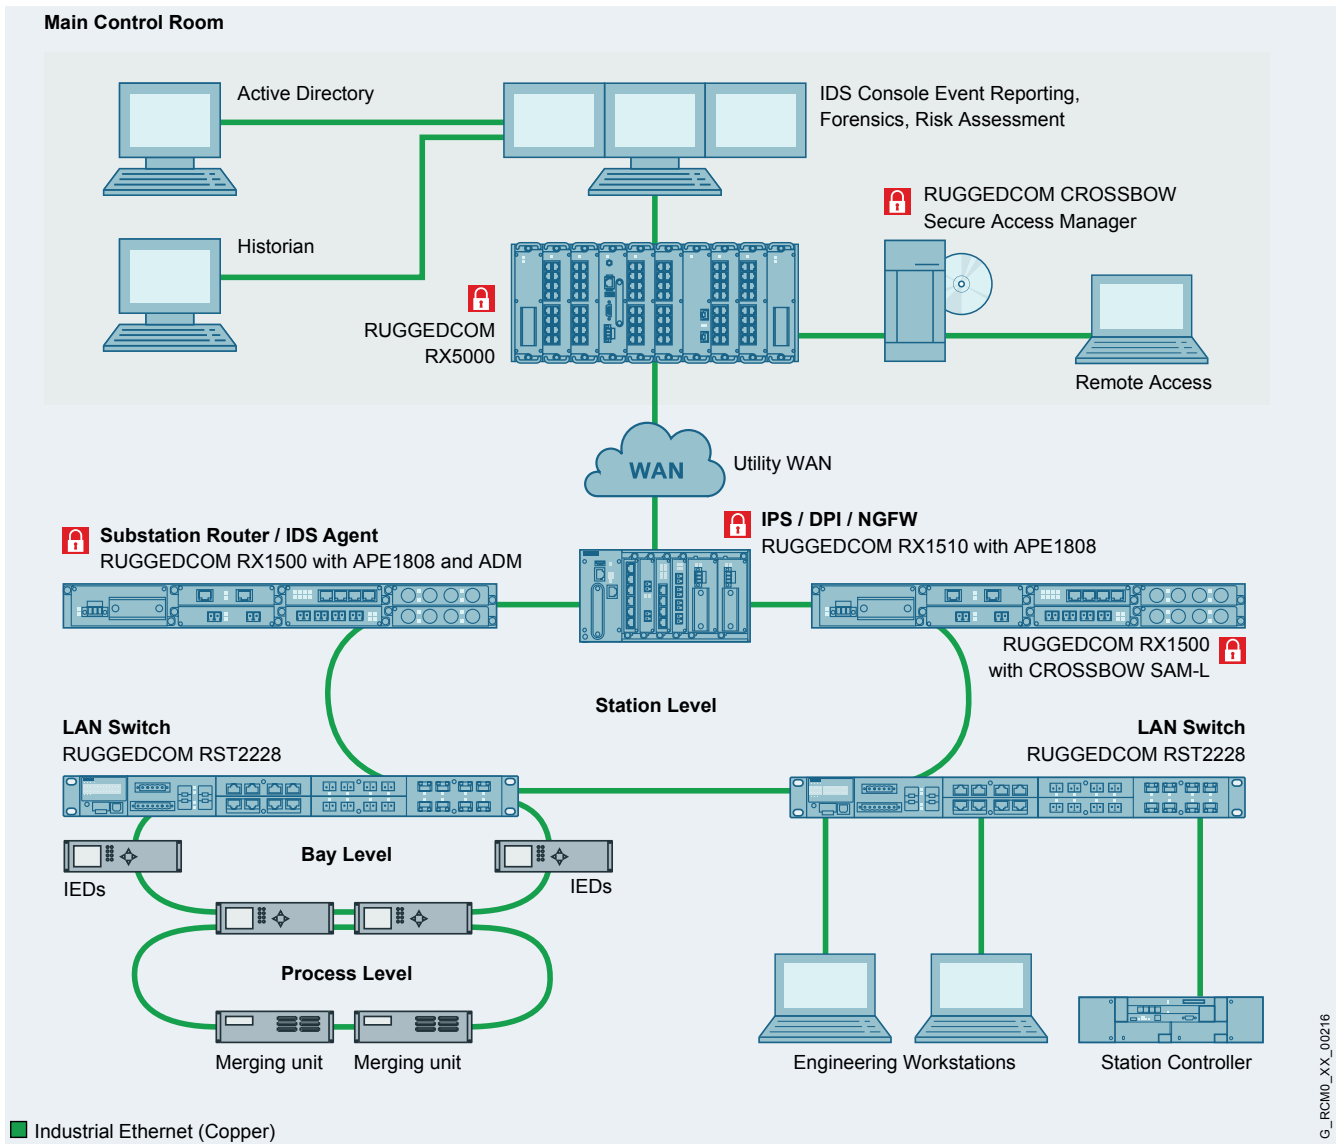 Main Control Room
Active Directory
IDS Console Event Reporting,
Forensics, Risk Assessment
RUGGEDCOM CROSSBOW
Secure Access Manager
Historian
RUGGEDCOM
RX5000
Remote Access
WAN
Utility WAN
Substation Router / IDS Agent
RUGGEDCOM RX1500 with APE1808 and ADM
IPS / DPI / NGFW
RUGGEDCOM RX1510 with APE1808
RUGGEDCOM RX1500
with CROSSBOW SAM-L
Station Level
LAN Switch
RUGGEDCOM RST2228
LAN Switch
RUGGEDCOM RST2228
Bay Level
IEDs
IEDs
Process Level
Merging unit
Merging unit
Engineering Workstations
Station Controller
Industrial Ethernet (Copper)
G_RCM0_XX_00216